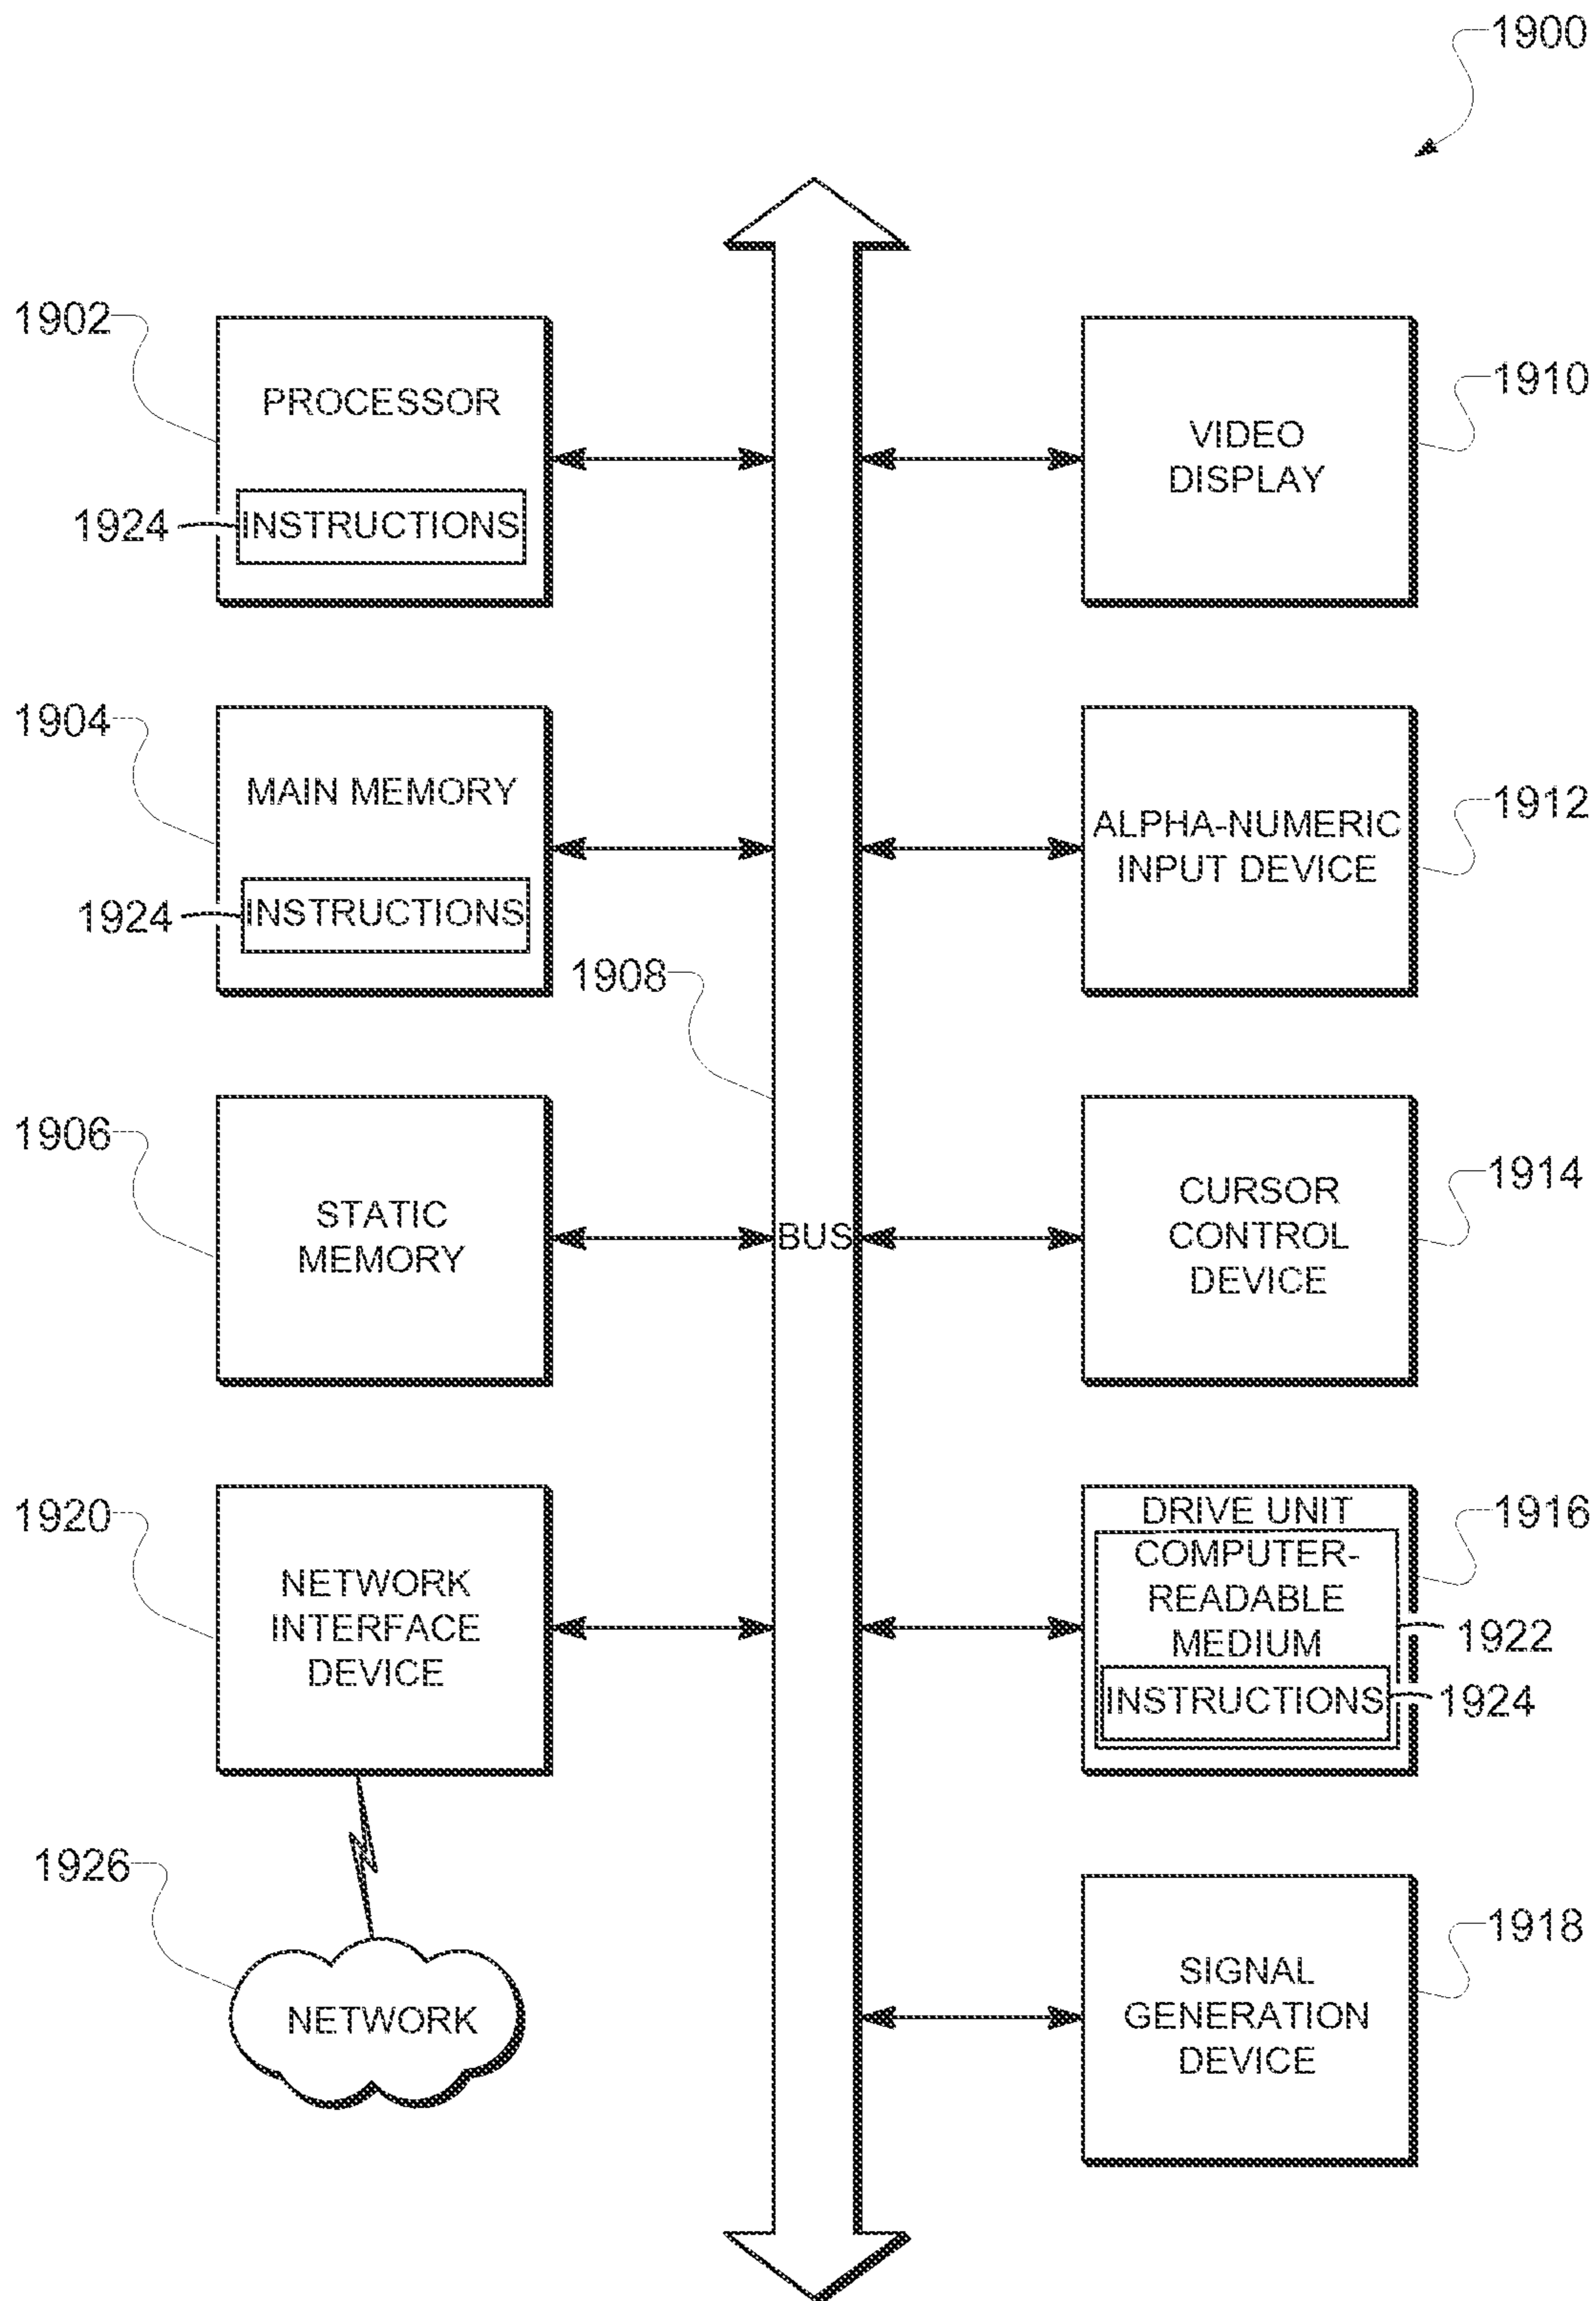 1900
1902
PROCESSOR
1924
INSTRUCTIONS
1910
VIDEO
DISPLAY
1904
MAIN MEMORY
1924
INSTRUCTIONS
1912
ALPHA-NUMERIC
INPUT DEVICE
1908
BUS
1906
STATIC
MEMORY
1914
CURSOR
CONTROL
DEVICE
1920
NETWORK
INTERFACE
DEVICE
1916
DRIVE UNIT
COMPUTER-
READABLE
MEDIUM
1922
INSTRUCTIONS
1924
1926
NETWORK
1918
SIGNAL
GENERATION
DEVICE